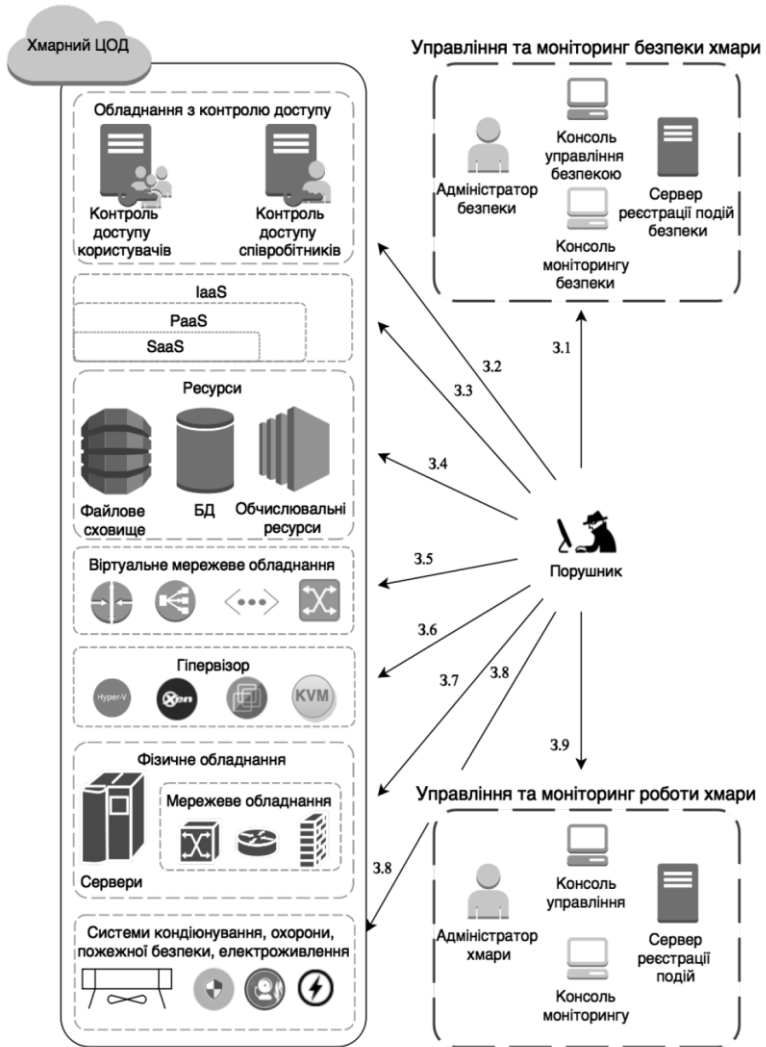 Хмарний ЦОД
Обладнання з контролю доступу
Контроль
доступу
користувачів
Контроль
доступу
співробітників
IaaS
PaaS
SaaS
Ресурси
Файлове
сховище
БД
Обчислювальні
ресурси
Віртуальне мережеве обладнання
Гіпервізор
Hyper-V
Xen
KVM
Фізичне обладнання
Мережеве обладнання
Сервери
Системи кондіонування, охорони,
пожежної безпеки, електроживлення
Управління та моніторинг безпеки хмари
Адміністратор
безпеки
Консоль
управління
безпекою
Консоль
моніторингу
безпеки
Сервер
реєстрації подій
безпеки
3.1
3.2
3.3
3.4
3.5
3.6
3.7
3.8
3.9
3.8
Порушник
Управління та моніторинг роботи хмари
Адміністратор
хмари
Консоль
управління
Консоль
моніторингу
Сервер
реєстрації
подій